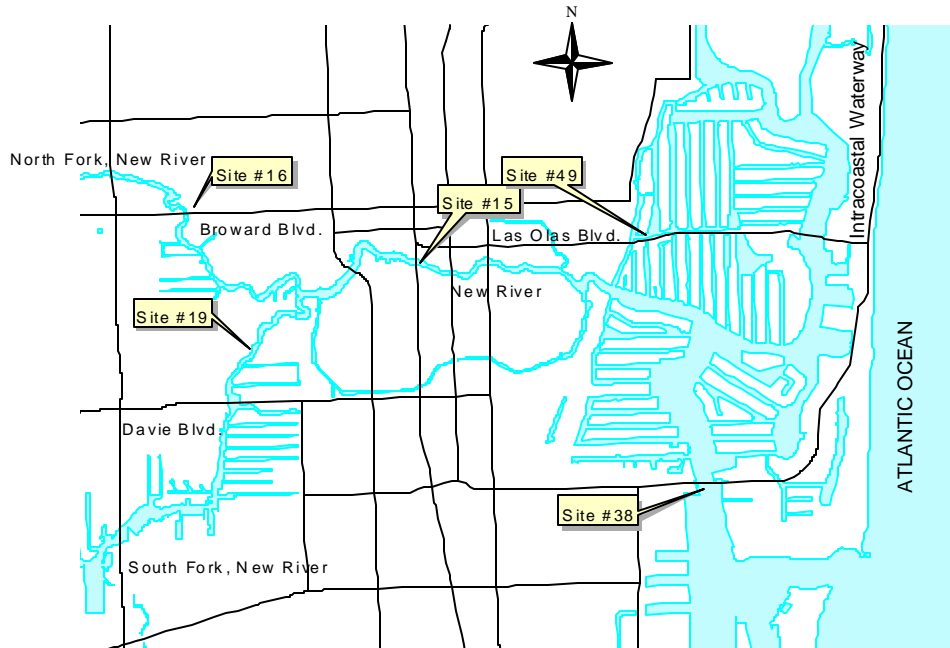 N
Intracoastal Waterway
North Fork, New River
Site #16
Site #49
Site #15
Broward Blvd.
Las Olas Blvd.
New River
Site #19
ATLANTIC OCEAN
Davie Blvd.
Site #38
South Fork, New River